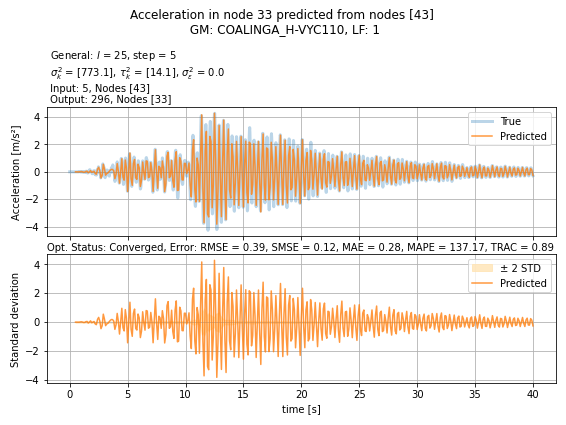 Acceleration in node 33 predicted from nodes [43]
GM: COALINGA_H-VYC110, LF: 1
General: l = 25, step = 5
σ²ₖ = [773.1], τ²ₖ = [14.1], σ²ε = 0.0
Input: 5, Nodes [43]
Output: 296, Nodes [33]
4
2
0
−2
−4
Acceleration [m/s²]
True
Predicted
Opt. Status: Converged, Error: RMSE = 0.39, SMSE = 0.12, MAE = 0.28, MAPE = 137.17, TRAC = 0.89
4
2
0
−2
−4
Standard deviation
± 2 STD
Predicted
0 5 10 15 20 25 30 35 40
time [s]